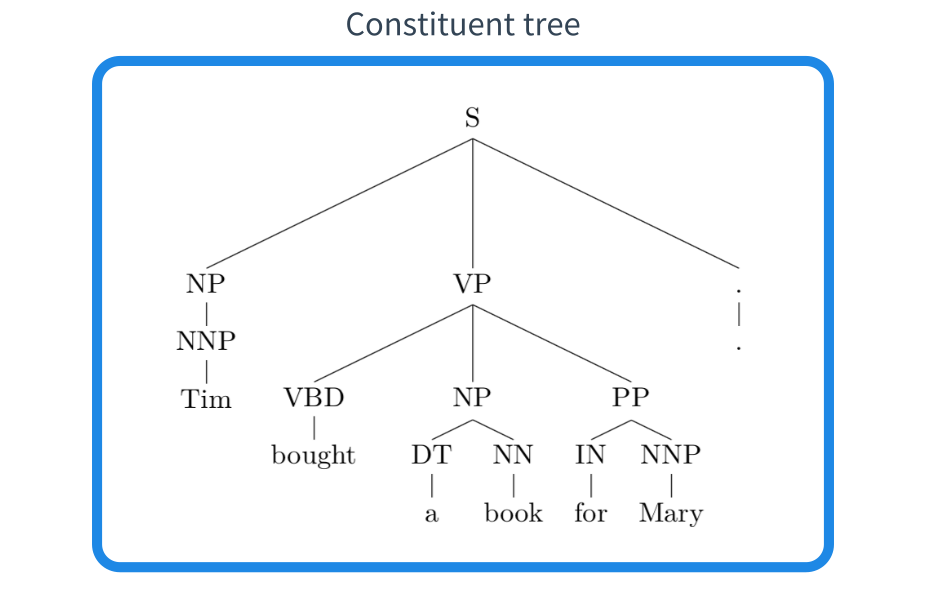 Constituent tree
S
NP VP .
NNP .
Tim VBD NP PP
bought DT NN IN NNP
a book for Mary